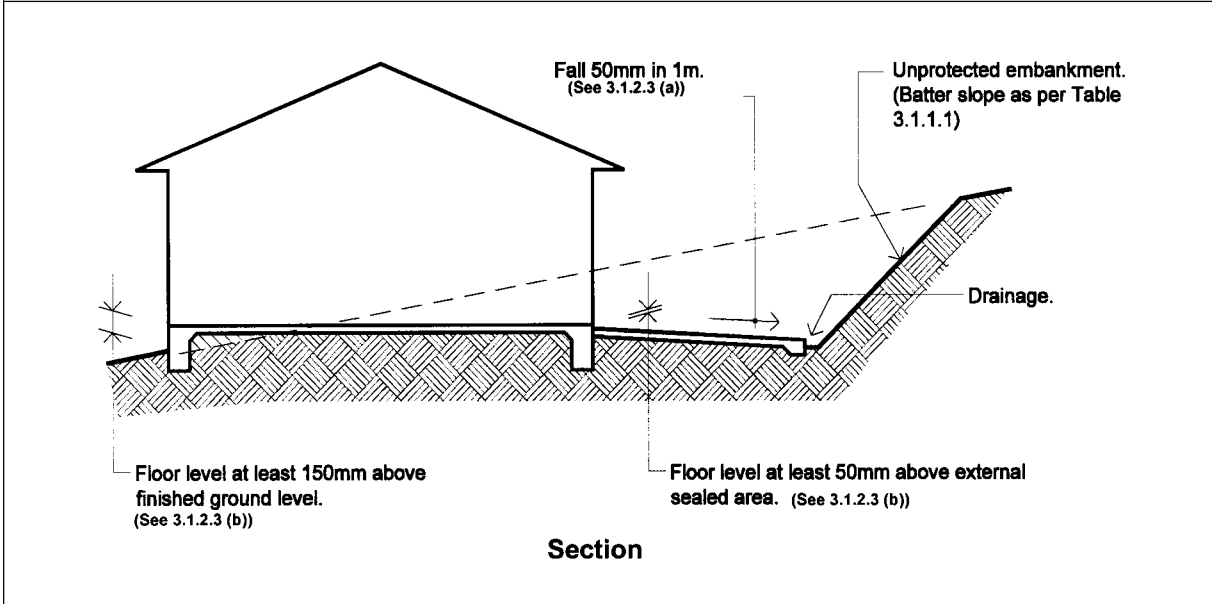 Fall 50mm in 1m.
(See 3.1.2.3 (a))
Unprotected embankment.
(Batter slope as per Table
3.1.1.1)
Drainage.
Floor level at least 150mm above
finished ground level.
(See 3.1.2.3 (b))
Floor level at least 50mm above external
sealed area. (See 3.1.2.3 (b))
Section